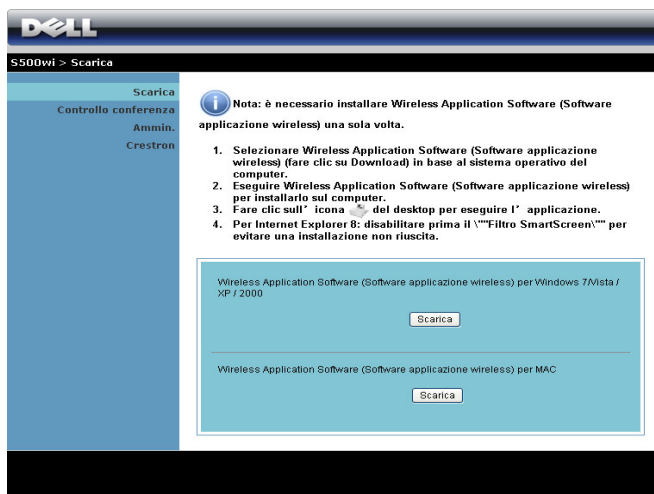 DELL
S500wi > Scarica
Scarica
Controllo conferenza
Ammin.
Crestron
Nota: è necessario installare Wireless Application Software (Software
applicazione wireless) una sola volta.
1. Selezionare Wireless Application Software (Software applicazione
wireless) (fare clic su Download) in base al sistema operativo del
computer.
2. Eseguire Wireless Application Software (Software applicazione wireless)
per installarlo sul computer.
3. Fare clic sull' icona del desktop per eseguire l' applicazione.
4. Per Internet Explorer 8: disabilitare prima il \""Filtro SmartScreen\"" per
evitare una installazione non riuscita.
Wireless Application Software (Software applicazione wireless) per Windows 7/Vista /
XP / 2000
Scarica
Wireless Application Software (Software applicazione wireless) per MAC
Scarica